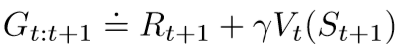 G_{t:t+1} ≐ R_{t+1} + γV_t(S_{t+1})